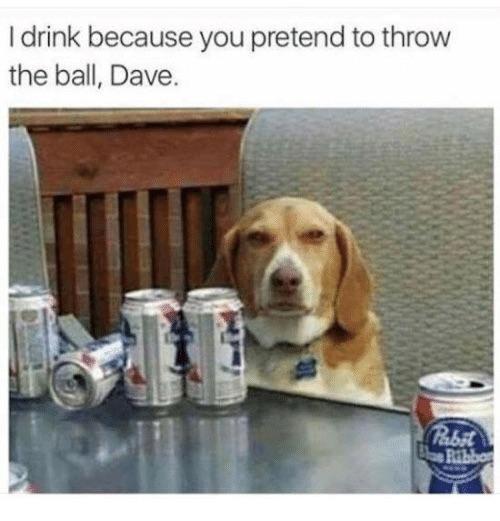 I drink because you pretend to throw
the ball, Dave.
Pabst
Blue Ribbon